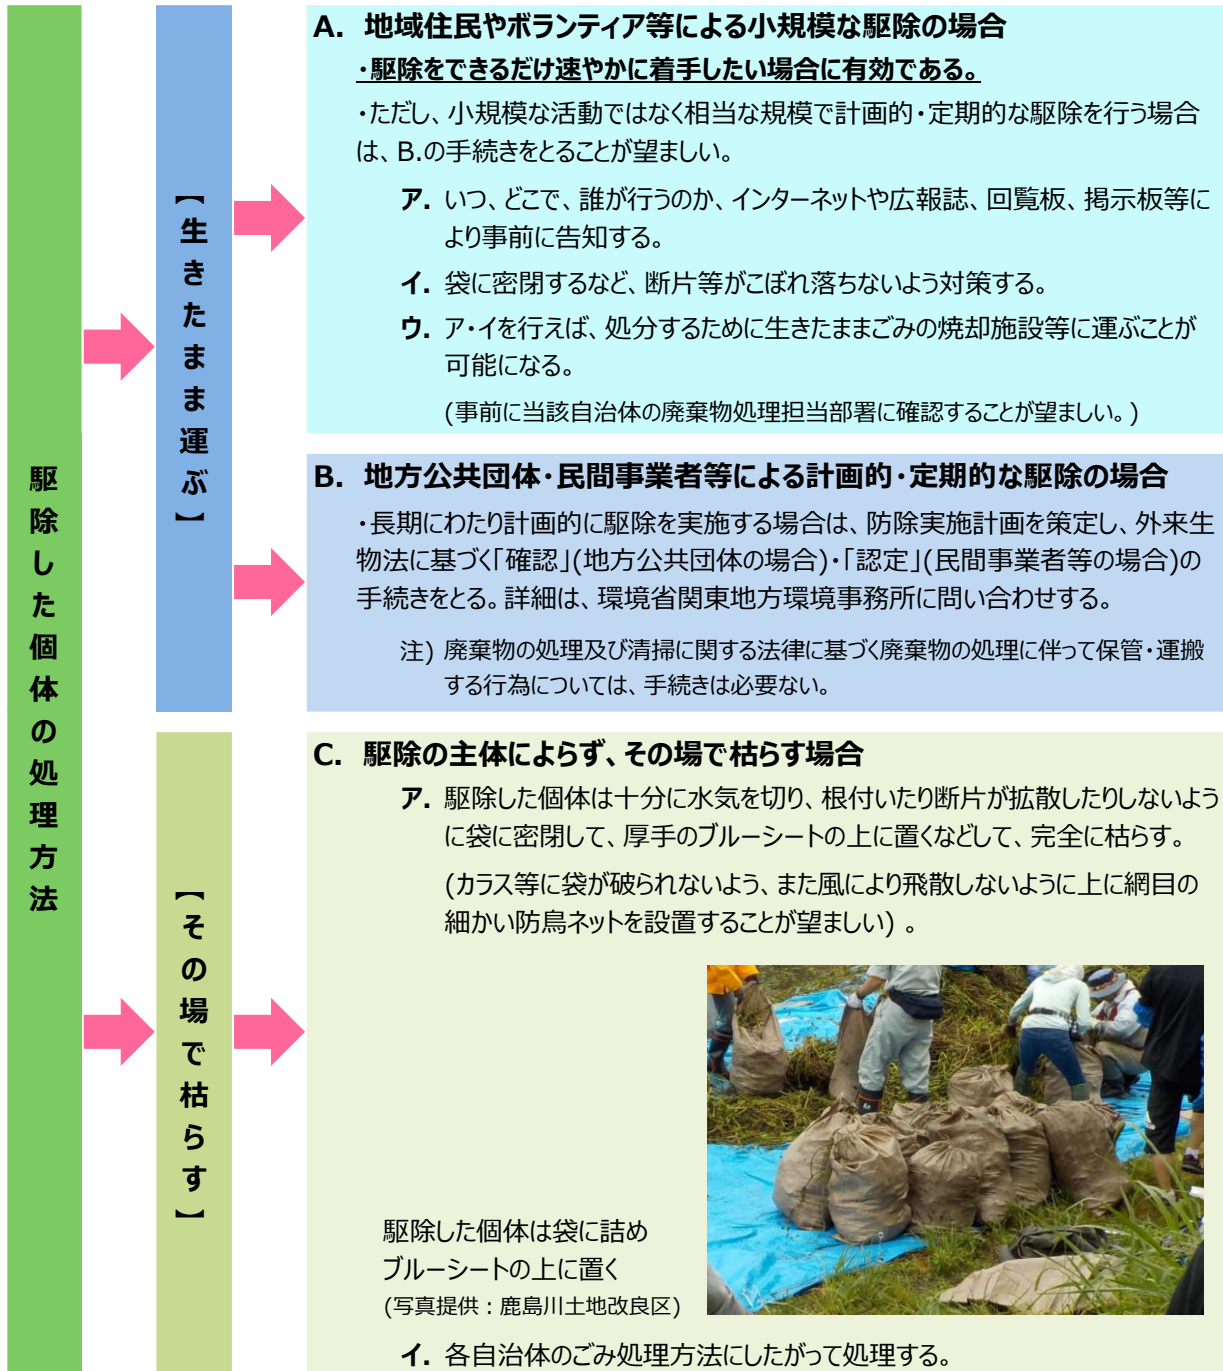 駆除した個体の処理方法
【生きたまま運ぶ】
A. 地域住民やボランティア等による小規模な駆除の場合
・駆除をできるだけ速やかに着手したい場合に有効である。
・ただし、小規模な活動ではなく相当な規模で計画的・定期的な駆除を行う場合
は、B.の手続きをとることが望ましい。
ア. いつ、どこで、誰が行うのか、インターネットや広報誌、回覧板、掲示板等に
より事前に告知する。
イ. 袋に密閉するなど、断片等がこぼれ落ちないよう対策する。
ウ. ア・イを行えば、処分するために生きたままごみの焼却施設等に運ぶことが
可能になる。
(事前に当該自治体の廃棄物処理担当部署に確認することが望ましい。)
B. 地方公共団体・民間事業者等による計画的・定期的な駆除の場合
・長期にわたり計画的に駆除を実施する場合は、防除実施計画を策定し、外来生
物法に基づく「確認」(地方公共団体の場合)・「認定」(民間事業者等の場合)の
手続きをとる。詳細は、環境省関東地方環境事務所に問い合わせする。
注) 廃棄物の処理及び清掃に関する法律に基づく廃棄物の処理に伴って保管・運搬
する行為については、手続きは必要ない。
【その場で枯らす】
C. 駆除の主体によらず、その場で枯らす場合
ア. 駆除した個体は十分に水気を切り、根付いたり断片が拡散したりしないよう
に袋に密閉して、厚手のブルーシートの上に置くなどして、完全に枯らす。
(カラス等に袋が破られないよう、また風により飛散しないように上に網目の
細かい防鳥ネットを設置することが望ましい) 。
駆除した個体は袋に詰め
ブルーシートの上に置く
(写真提供：鹿島川土地改良区)
イ. 各自治体のごみ処理方法にしたがって処理する。